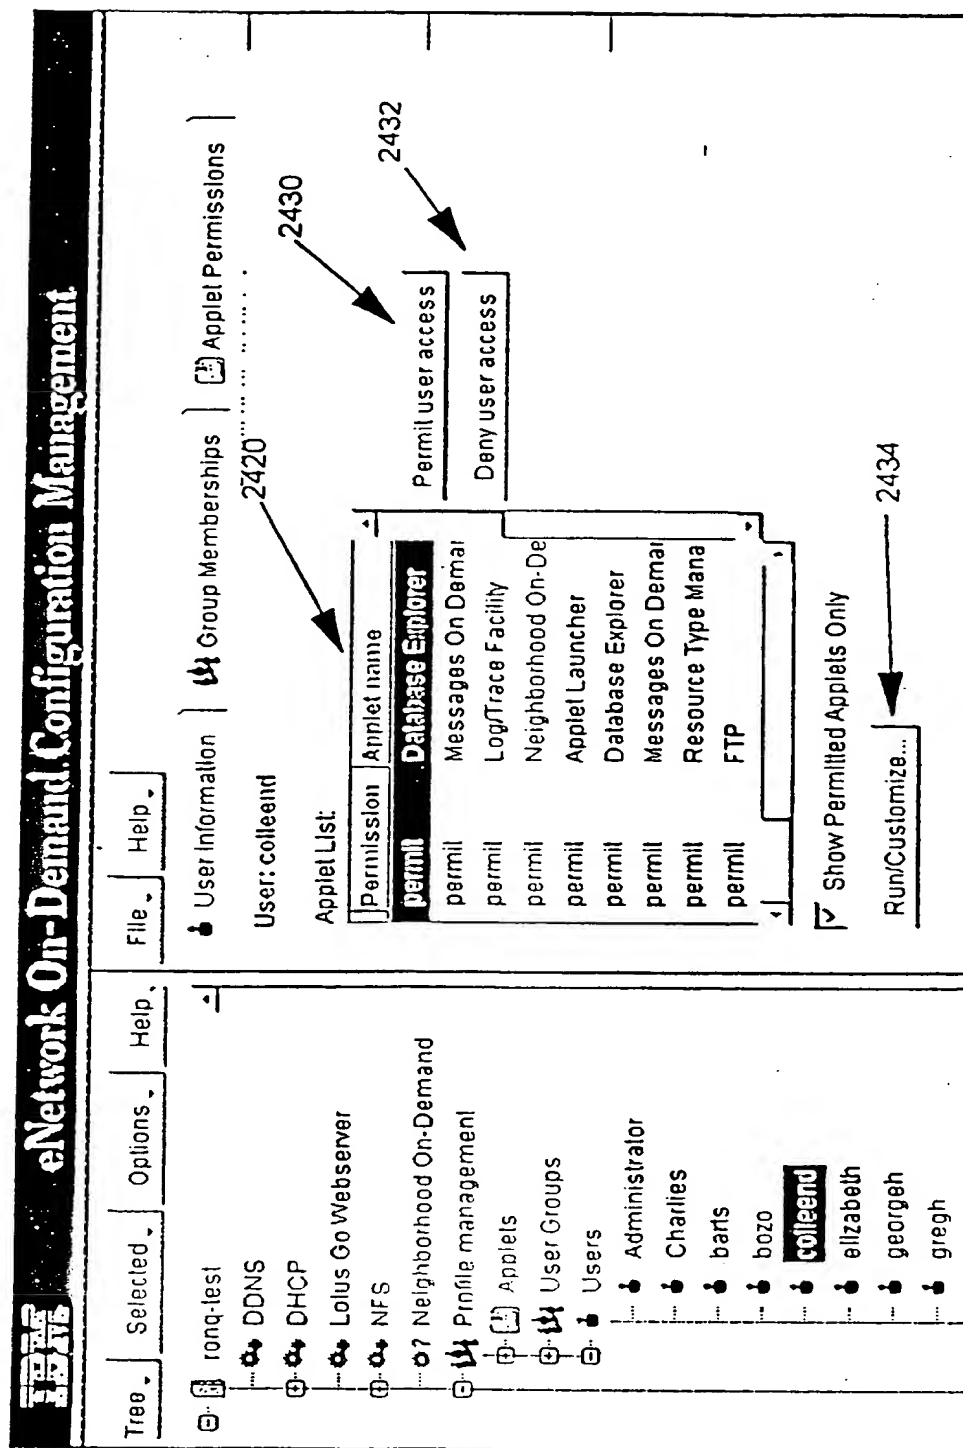 IBM eNetwork On-Demand Configuration Management
Tree Selected Options Help
ronq-test
DDNS
DHCP
Lotus Go Webserver
NFS
? Neighborhood On-Demand
Profile management
Applets
User Groups
Users
Administrator
Charlies
barts
bozo
colleend
elizabeth
georgeh
gregh
File Help
User Information Group Memberships Applet Permissions
User: colleend
Applet List:
2420
Permission Applet name
permit Database Explorer
permit Messages On Deman
permit Log/Trace Facility
permit Neighborhood On-De
permit Applet Launcher
permit Database Explorer
permit Messages On Deman
permit Resource Type Mana
permit FTP
Permit user access
2430
Deny user access
2432
Show Permitted Applets Only
Run/Customize...
2434